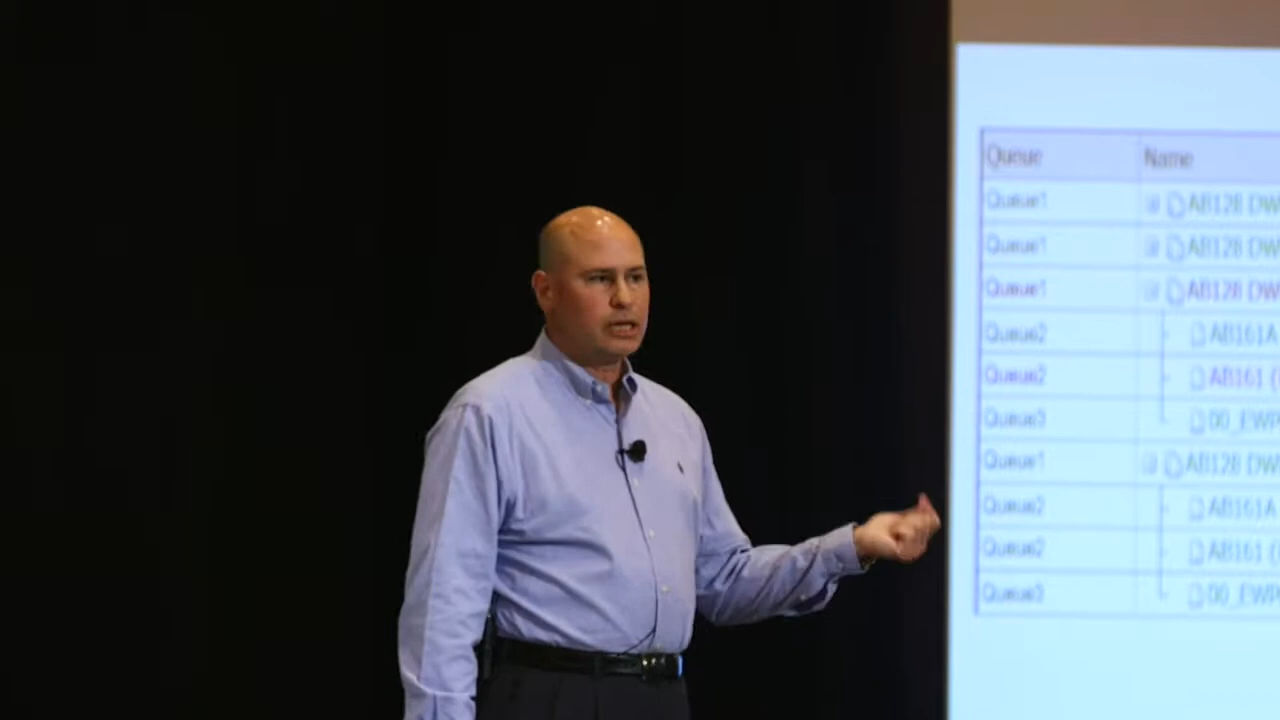 Queue Name
Queue1 AB128 DW
Queue1 AB128 DW
Queue1 AB128 DW
Queue2 AB161A
Queue2 AB161 (
Queue3 00_EWP
Queue1 AB128 DW
Queue2 AB161A
Queue2 AB161 (
Queue3 00_EWP